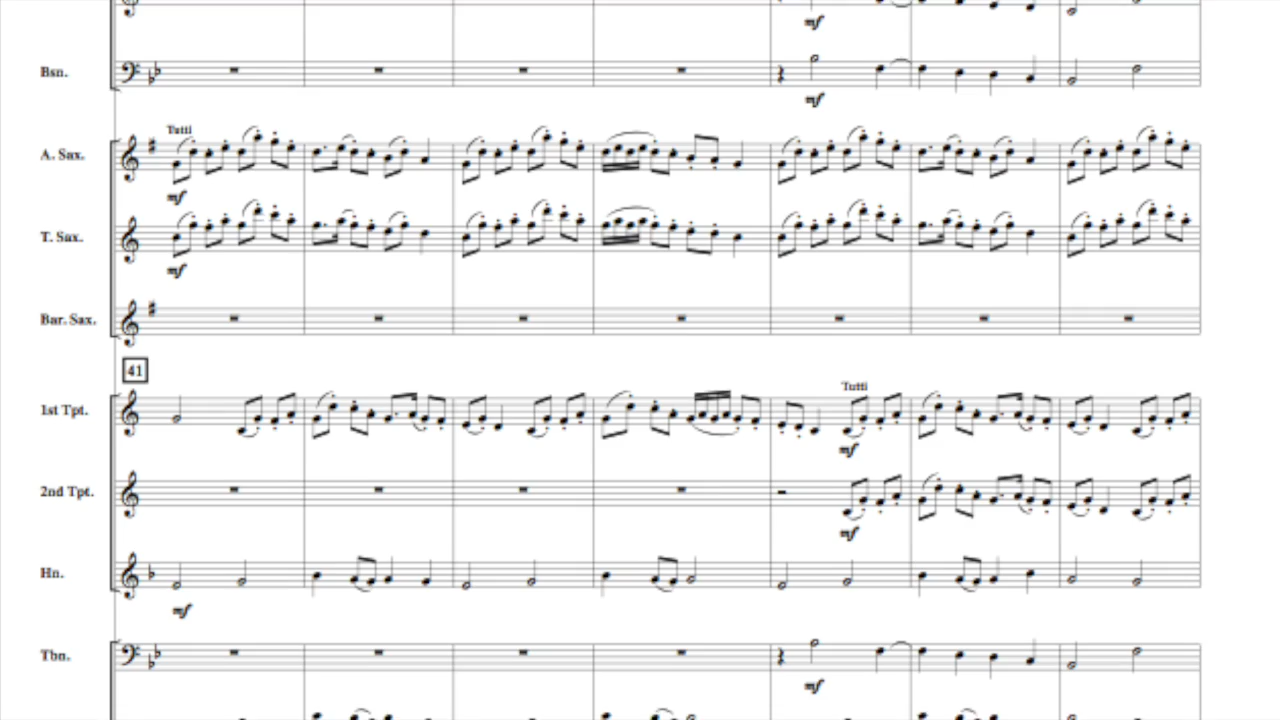 mf
Bsn.
mf
Tutti
A. Sax.
mf
T. Sax.
mf
Bar. Sax.
41
Tutti
1st Tpt.
mf
2nd Tpt.
mf
Hn.
mf
Tbn.
mf